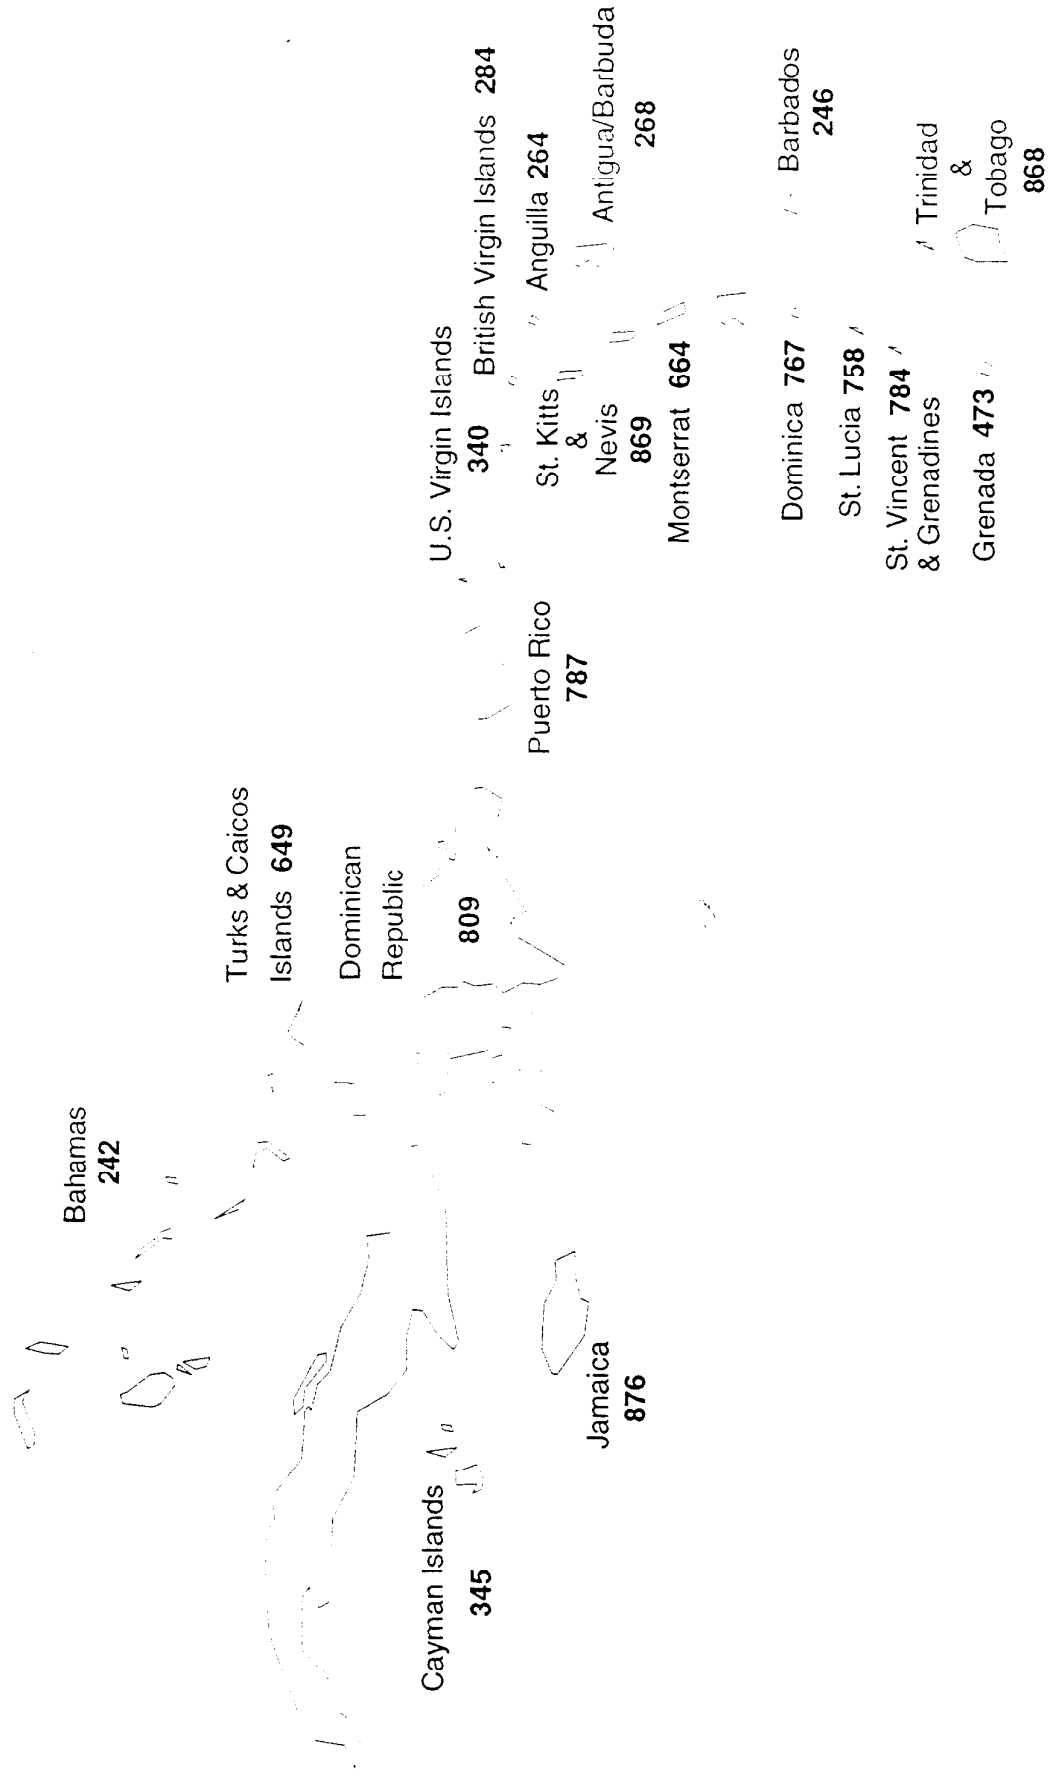 Bahamas
242
Turks & Caicos
Islands 649
Dominican
Republic
809
Puerto Rico
787
U.S. Virgin Islands
340
British Virgin Islands 284
Anguilla 264
St. Kitts
&
Nevis
869
Antigua/Barbuda
268
Montserrat 664
Dominica 767
St. Lucia 758
St. Vincent 784
& Grenadines
Grenada 473
Barbados
246
Trinidad
&
Tobago
868
Cayman Islands
345
Jamaica
876